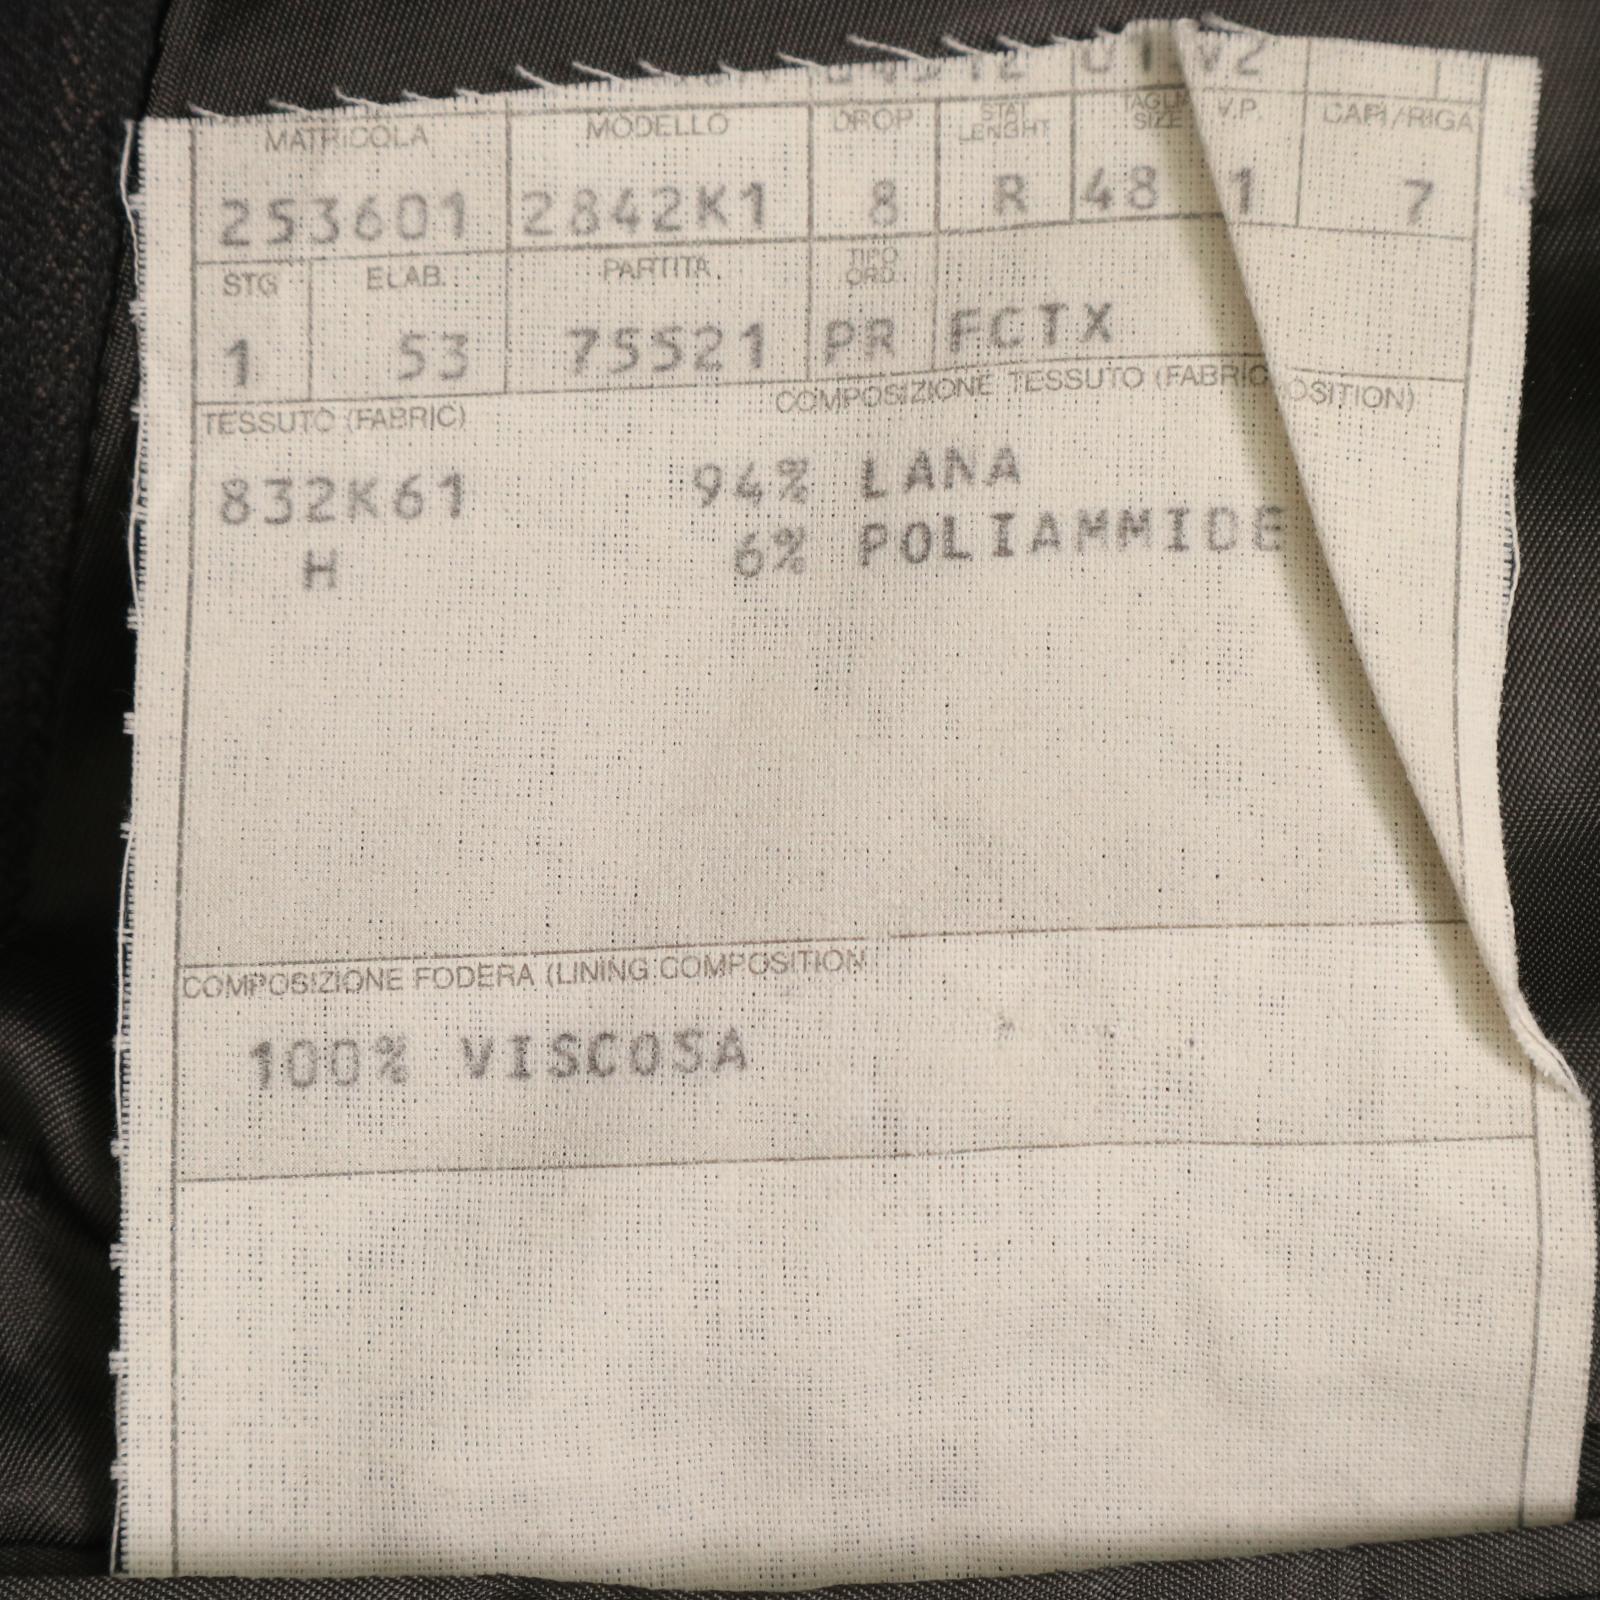 MATRICOLA MODELLO DROP STAT. LENGHT SIZE V.P. CAPI/RIGA
253601 2842K1 8 R 48 1 7
STG ELAB. PARTITA TIPO ORD.
1 53 75521 PR FCTX
TESSUTO (FABRIC) COMPOSIZIONE TESSUTO (FABRIC OSITION)
832K61 94% LANA
H 6% POLIAMMIDE
COMPOSIZIONE FODERA (LINING COMPOSITION
100% VISCOSA